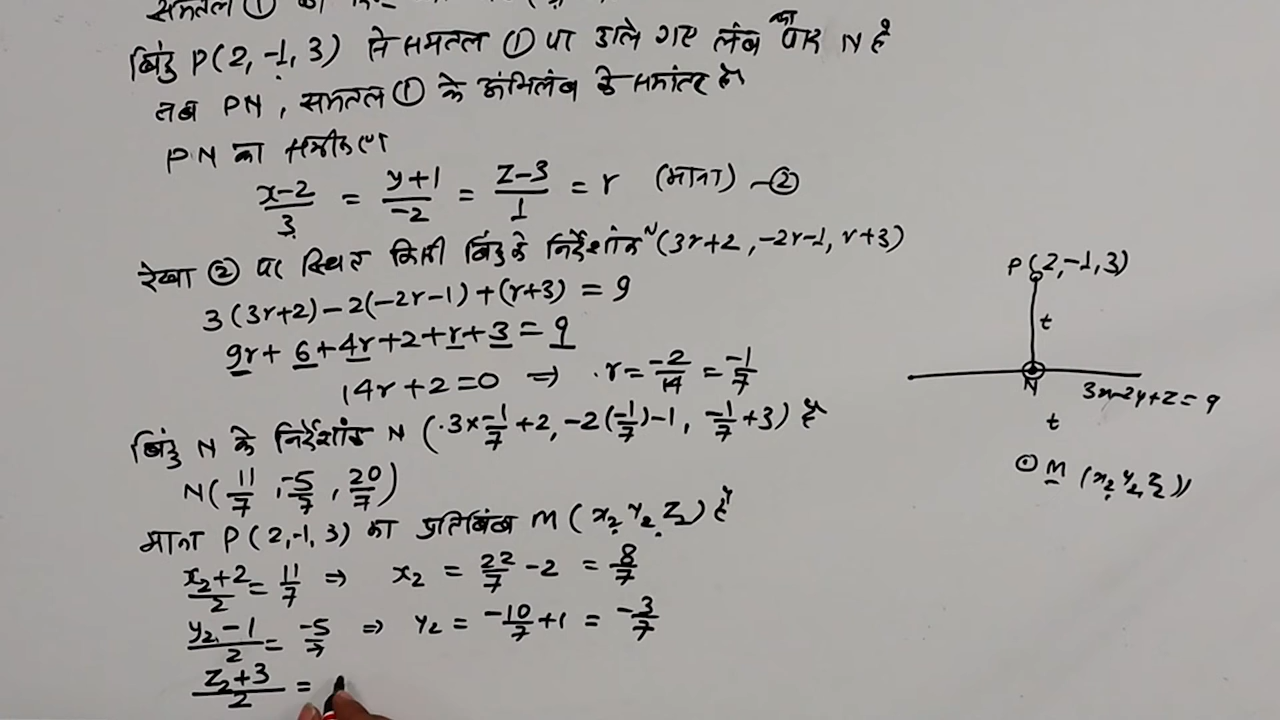 समतल ① का
बिंदु P(2, -1, 3) से समतल ① पर डाले गए लंब का पाद N है
तब PN, समतल ① के अभिलंब के समांतर है।
PN का समीकरण
x-2/3 = y+1/-2 = z-3/1 = r (माना) -②
रेखा ② पर स्थित किसी बिंदु के निर्देशांक N(3r+2, -2r-1, r+3)
3(3r+2)-2(-2r-1)+(r+3) = 9
9r+6+4r+2+r+3 = 9
14r+2=0 ⇒ r = -2/14 = -1/7
बिंदु N के निर्देशांक N (3×-1/7+2, -2(-1/7)-1, -1/7+3) है
N(11/7, -5/7, 20/7)
माना P(2,-1,3) का प्रतिबिंब M (x₂ y₂ z₂) है
x₂+2/2 = 11/7 ⇒ x₂ = 22/7 - 2 = 8/7
y₂-1/2 = -5/7 ⇒ y₂ = -10/7+1 = -3/7
z₂+3/2 =
P(2,-1,3)
t
N
3x-2y+z=9
t
M (x₂ y₂ z₂)